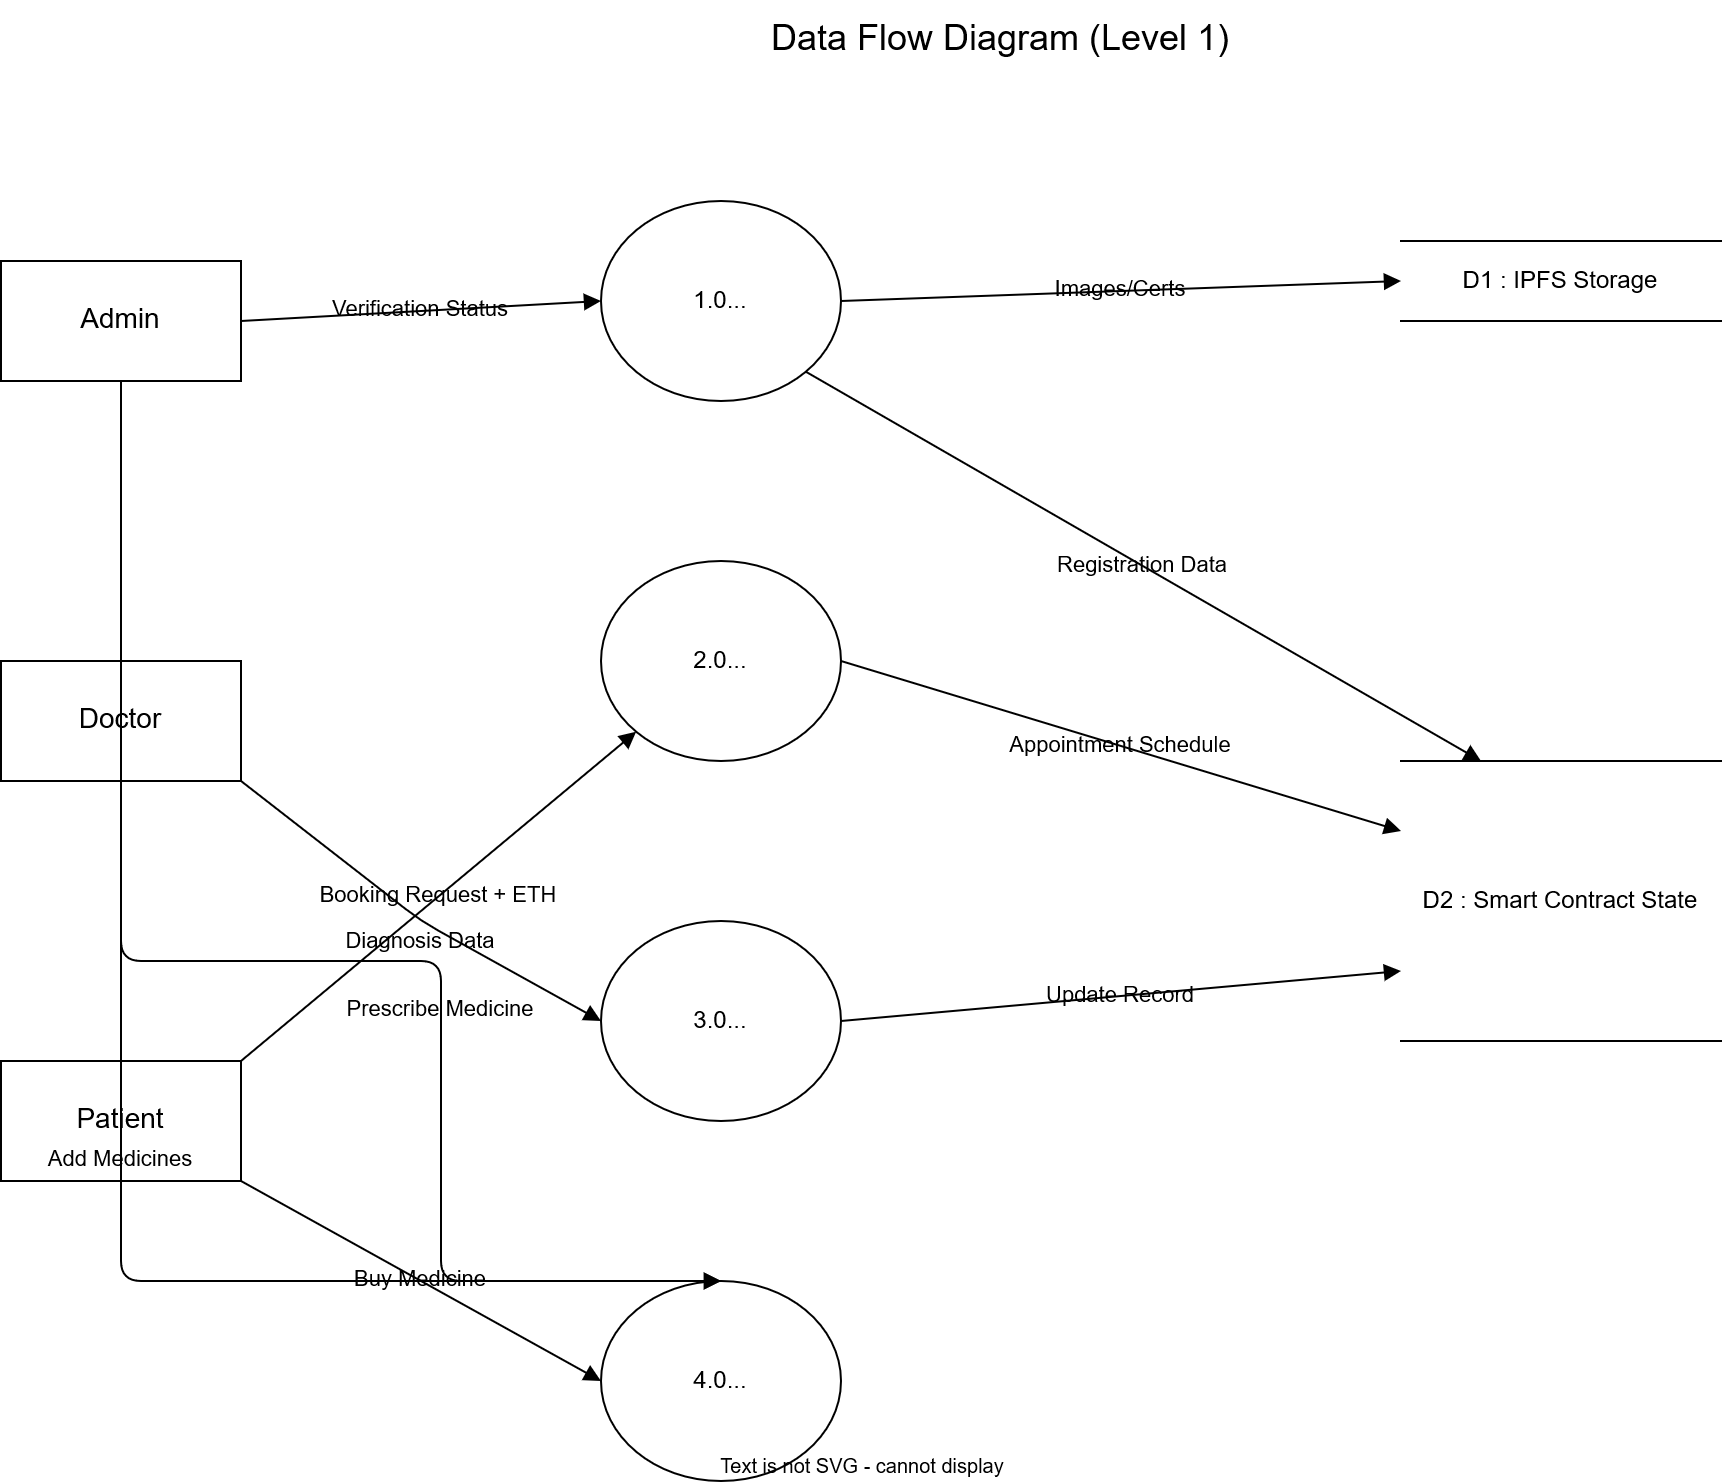 Data Flow Diagram (Level 1)
Admin
Verification Status
1.0...
Images/Certs
D1 : IPFS Storage
Registration Data
Doctor
2.0...
Appointment Schedule
Booking Request + ETH
Diagnosis Data
Prescribe Medicine
3.0...
Update Record
D2 : Smart Contract State
Patient
Add Medicines
Buy Medicine
4.0...
Text is not SVG - cannot display